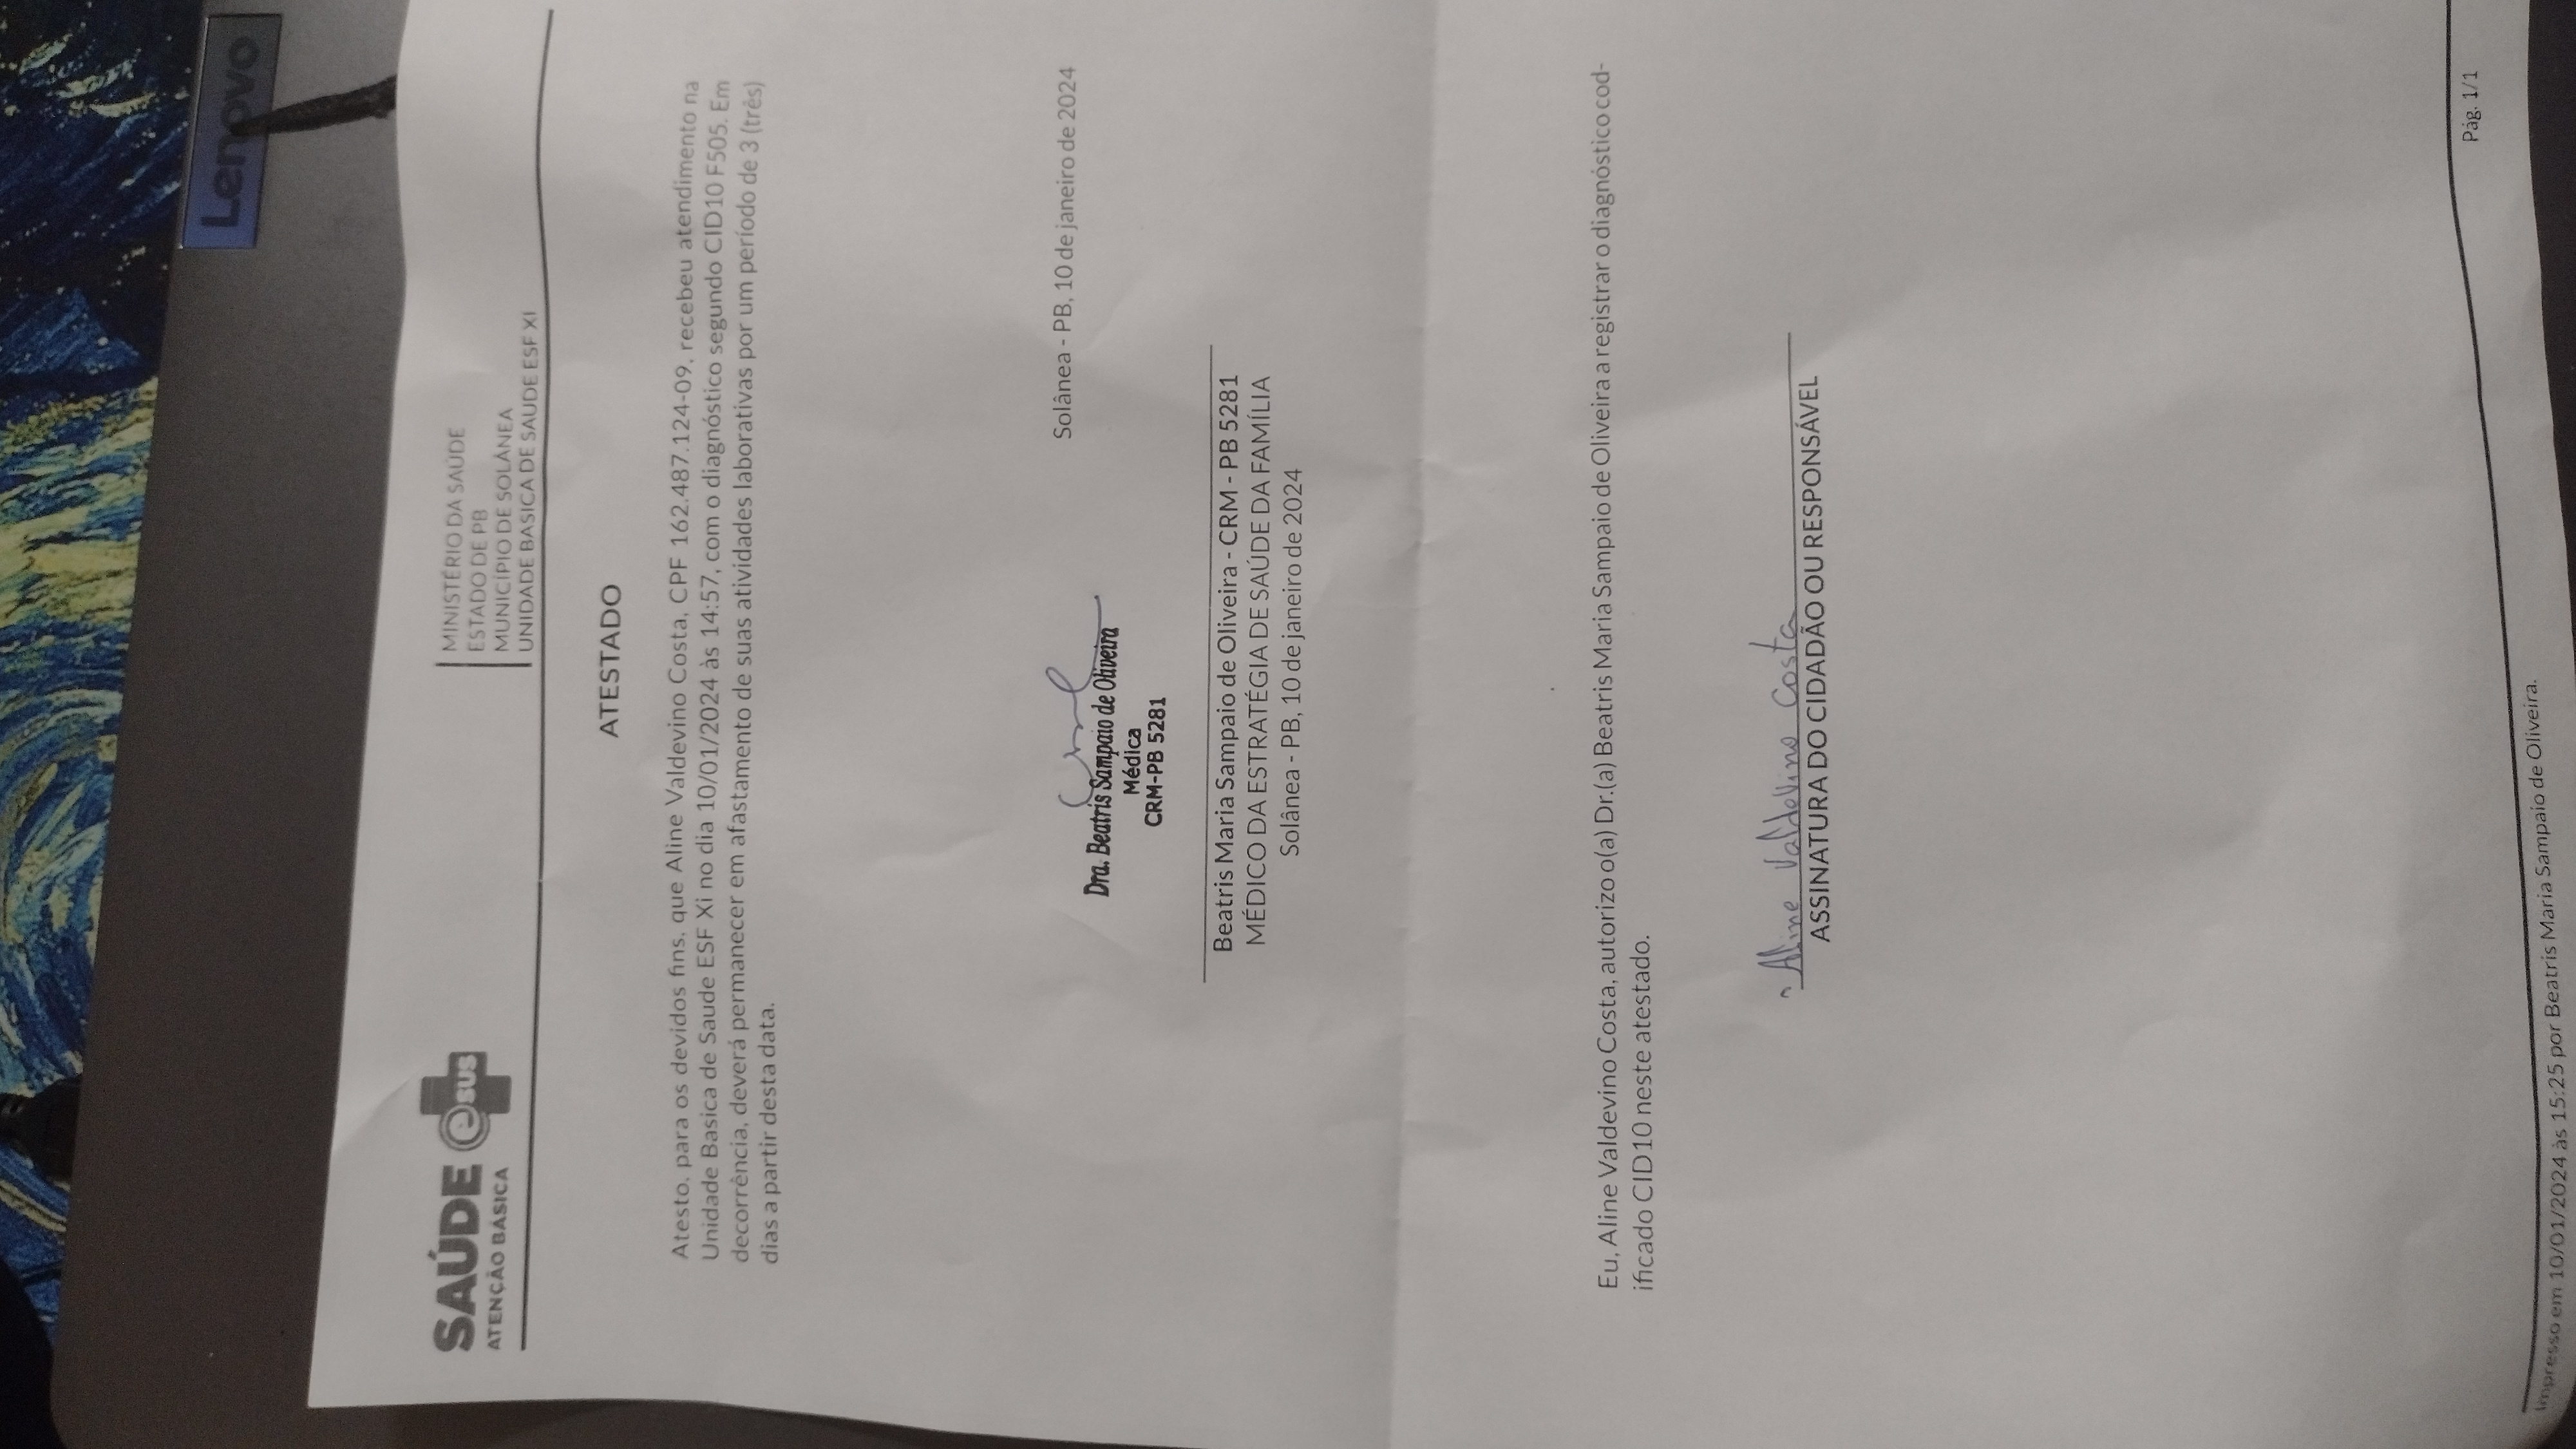 Lenovo
SAÚDE e SUS
ATENÇÃO BÁSICA
MINISTÉRIO DA SAÚDE
ESTADO DE PB
MUNICÍPIO DE SOLÂNEA
UNIDADE BASICA DE SAUDE ESF XI
ATESTADO
Atesto, para os devidos fins, que Aline Valdevino Costa, CPF 162.487.124-09, recebeu atendimento na
Unidade Basica de Saude ESF Xi no dia 10/01/2024 às 14:57, com o diagnóstico segundo CID10 F505. Em
decorrência, deverá permanecer em afastamento de suas atividades laborativas por um período de 3 (três)
dias a partir desta data.
Solânea - PB, 10 de janeiro de 2024
Dra. Beatris Sampaio de Oliveira
Médica
CRM-PB 5281
Beatris Maria Sampaio de Oliveira - CRM - PB 5281
MÉDICO DA ESTRATÉGIA DE SAÚDE DA FAMÍLIA
Solânea - PB, 10 de janeiro de 2024
Eu, Aline Valdevino Costa, autorizo o(a) Dr.(a) Beatris Maria Sampaio de Oliveira a registrar o diagnóstico cod-
ificado CID10 neste atestado.
Aline Valdevino Costa
ASSINATURA DO CIDADÃO OU RESPONSÁVEL
Pág. 1/1
Impresso em 10/01/2024 às 15:25 por Beatris Maria Sampaio de Oliveira.